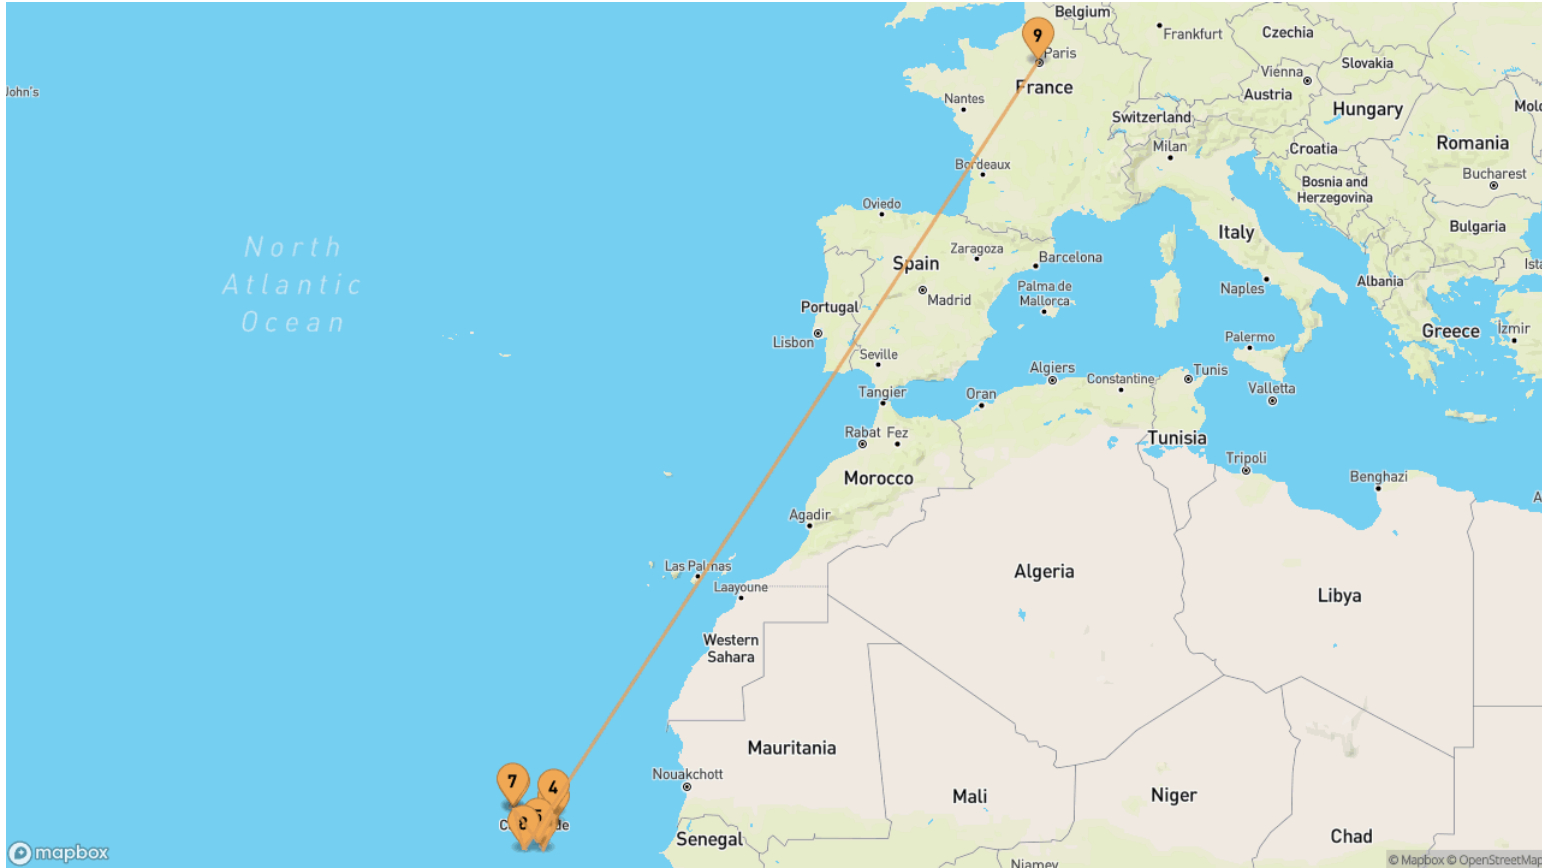 Belgium
9
Paris
Frankfurt
Czechia
Slovakia
Vienna
France
Austria
John's
Nantes
Hungary
Switzerland
Milan
Croatia
Romania
Bordeaux
Bosnia and
Herzegovina
Bucharest
Oviedo
Bulgaria
Italy
North
Atlantic
Ocean
Zaragoza
Spain
Barcelona
Albania
Palma de
Mallorca
Naples
Madrid
Portugal
Greece
Izmir
Lisbon
Palermo
Seville
Algiers
Constantine
Tunis
Valletta
Tangier
Oran
Rabat
Fez
Tunisia
Tripoli
Morocco
Benghazi
Agadir
Las Palmas
Algeria
Laayoune
Libya
Western
Sahara
Mauritania
Nouakchott
7
4
Mali
Niger
Senegal
Chad
Niamey
mapbox
© Mapbox © OpenStreetMap